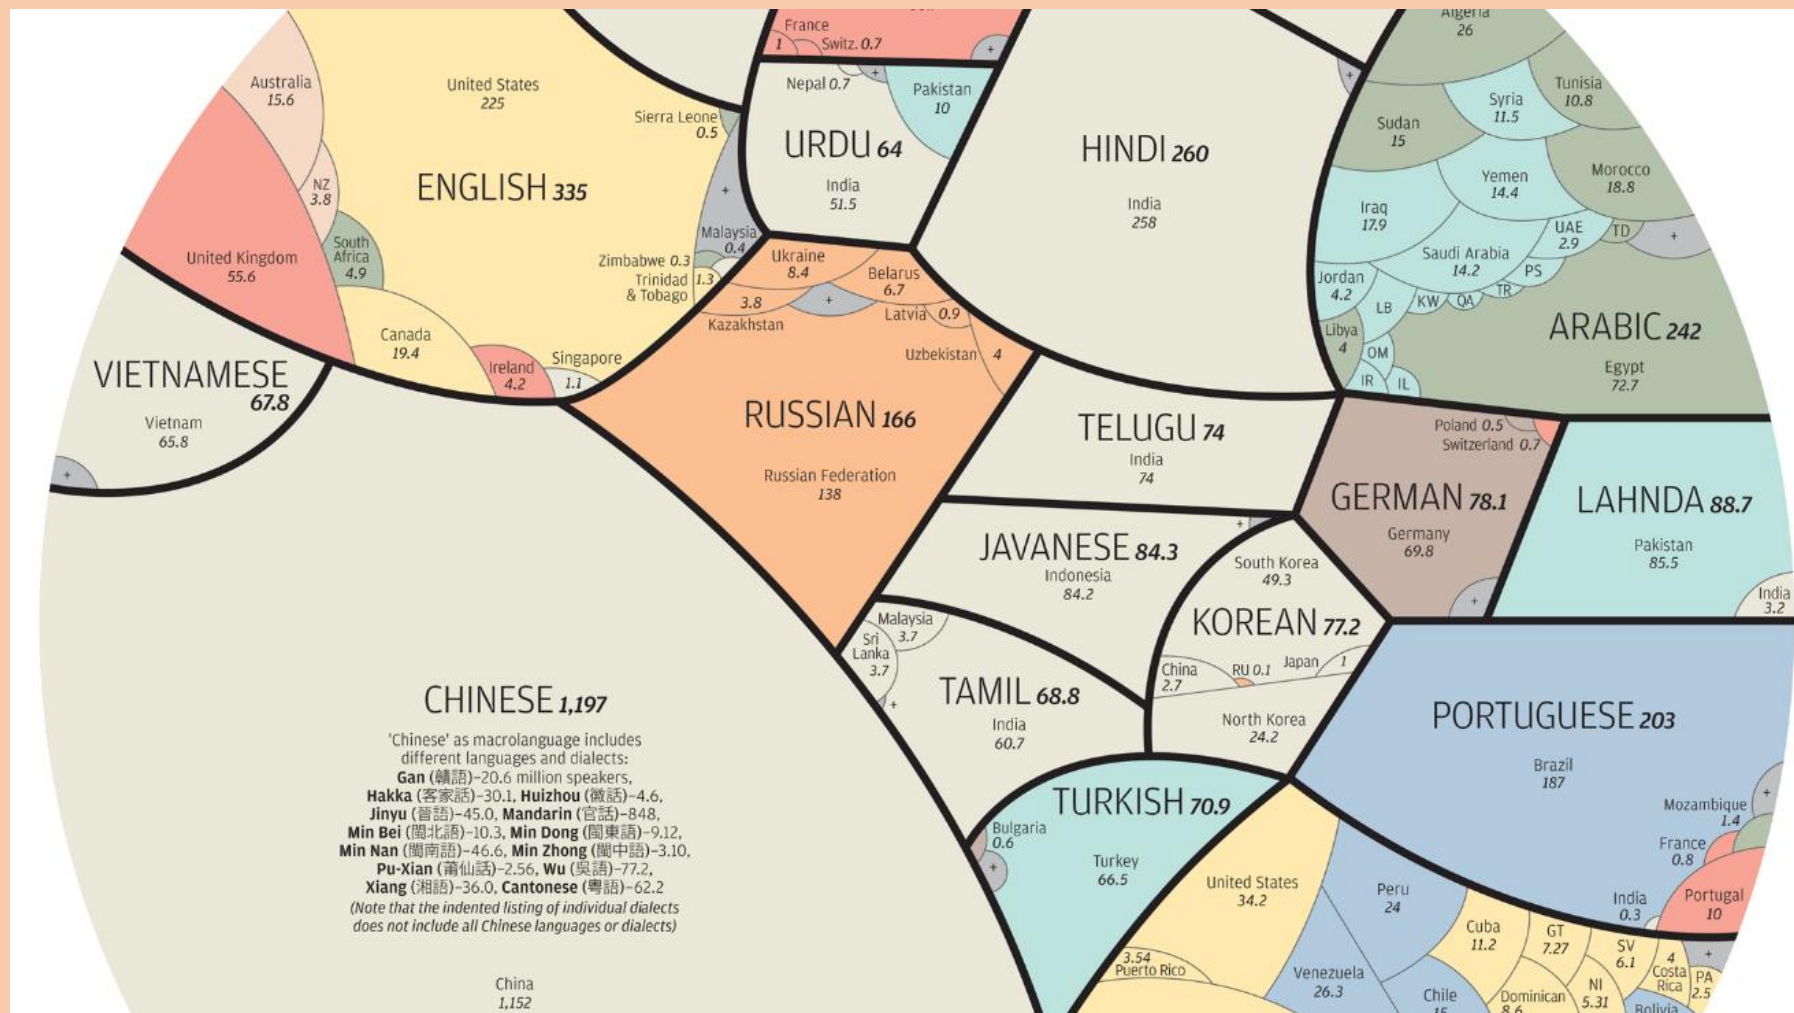 France
1
Switz. 0.7
+
Algeria
26
Australia
15.6
United States
225
Sierra Leone
0.5
Nepal 0.7
+
Pakistan
10
+
Syria
11.5
Tunisia
10.8
Sudan
15
URDU 64
HINDI 260
ENGLISH 335
NZ
3.8
+
India
51.5
India
258
Yemen
14.4
Morocco
18.8
Iraq
17.9
UAE
2.9
TD
+
South
Africa
4.9
Malaysia
0.4
United Kingdom
55.6
Zimbabwe 0.3
Trinidad
& Tobago
1.3
Ukraine
8.4
Belarus
6.7
3.8
Kazakhstan
+
Latvia 0.9
Uzbekistan 4
Saudi Arabia
14.2
PS
Jordan
4.2
LB
KW
QA
TR
Libya
4
OM
IR
IL
ARABIC 242
Egypt
72.7
Canada
19.4
Ireland
4.2
Singapore
1.1
VIETNAMESE
67.8
Vietnam
65.8
+
RUSSIAN 166
Russian Federation
138
TELUGU 74
India
74
Poland 0.5
Switzerland 0.7
GERMAN 78.1
Germany
69.8
+
LAHNDA 88.7
Pakistan
85.5
India
3.2
JAVANESE 84.3
Indonesia
84.2
+
South Korea
49.3
KOREAN 77.2
China
2.7
RU 0.1
Japan 1
North Korea
24.2
Malaysia
3.7
Sri
Lanka
3.7
+
TAMIL 68.8
India
60.7
CHINESE 1,197
'Chinese' as macrolanguage includes
different languages and dialects:
Gan (贛語)–20.6 million speakers,
Hakka (客家話)–30.1, Huizhou (徽話)–4.6,
Jinyu (晉語)–45.0, Mandarin (官話)–848,
Min Bei (閩北語)–10.3, Min Dong (閩東語)–9.12,
Min Nan (閩南語)–46.6, Min Zhong (閩中語)–3.10,
Pu-Xian (莆仙話)–2.56, Wu (吳語)–77.2,
Xiang (湘語)–36.0, Cantonese (粵語)–62.2
(Note that the indented listing of individual dialects
does not include all Chinese languages or dialects)
China
1,152
TURKISH 70.9
Bulgaria
0.6
+
Turkey
66.5
PORTUGUESE 203
Brazil
187
Mozambique
1.4
+
France
0.8
India
0.3
Portugal
10
United States
34.2
Peru
24
Cuba
11.2
GT
7.27
SV
6.1
4
Costa
Rica
+
PA
2.5
3.54
Puerto Rico
Venezuela
26.3
Chile
15
Dominican
8.6
NI
5.31
Bolivia